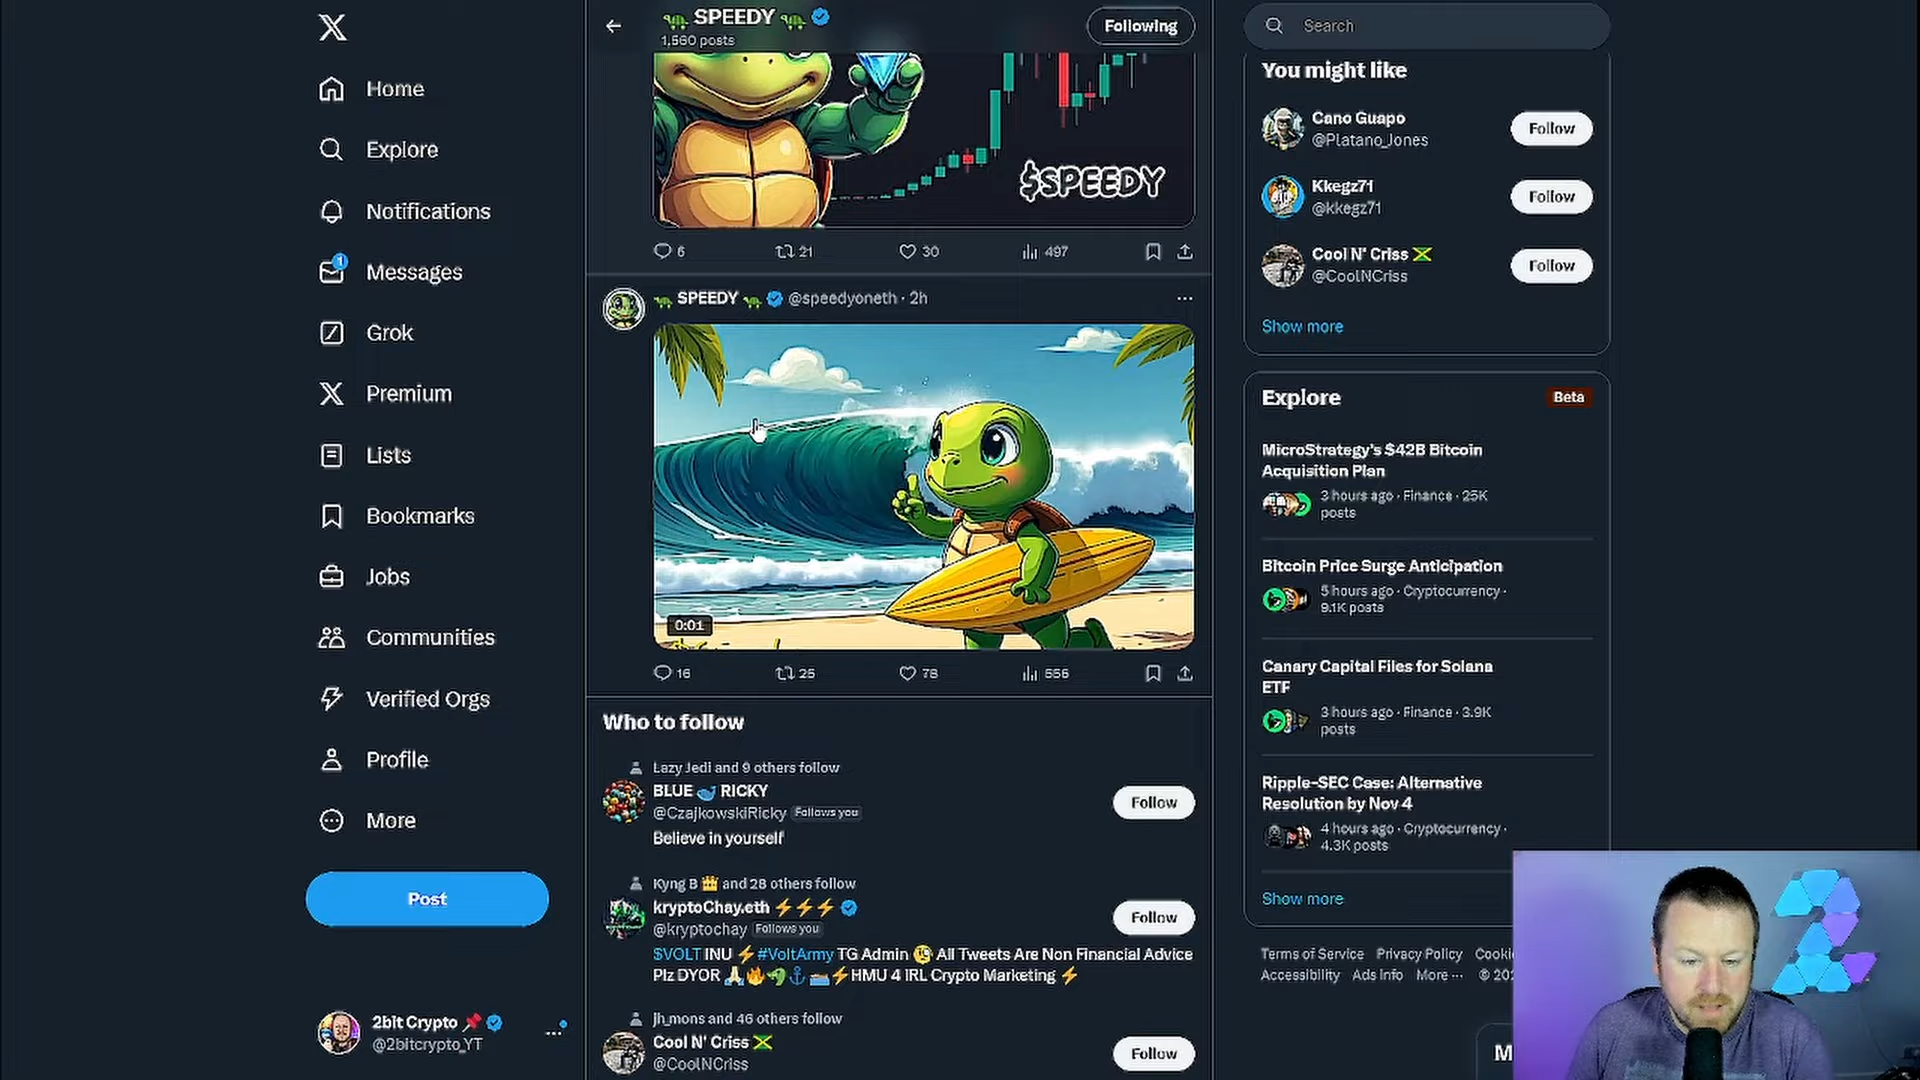 Home
Explore
Notifications
1
Messages
Grok
Premium
Lists
Bookmarks
Jobs
Communities
Verified Orgs
Profile
More
Post
2bit Crypto
@2bitcrypto_YT
SPEEDY
1,560 posts
Following
$SPEEDY
6 21 30 497
SPEEDY @speedyoneth · 2h
0:01
16 25 78 556
Who to follow
Lazy Jedi and 9 others follow
BLUE RICKY
@CzajkowskiRicky Follows you
Believe in yourself
Follow
Kyng B and 28 others follow
kryptoChay.eth
@kryptochay Follows you
Follow
$VOLT INU #VoltArmy TG Admin All Tweets Are Non Financial Advice
Plz DYOR HMU 4 IRL Crypto Marketing
jh_mons and 46 others follow
Cool N' Criss
@CoolNCriss
Follow
Search
You might like
Cano Guapo
@Platano_Jones
Follow
Kkegz71
@kkegz71
Follow
Cool N' Criss
@CoolNCriss
Follow
Show more
Explore Beta
MicroStrategy's $42B Bitcoin
Acquisition Plan
3 hours ago · Finance · 25K
posts
Bitcoin Price Surge Anticipation
5 hours ago · Cryptocurrency ·
9.1K posts
Canary Capital Files for Solana
ETF
3 hours ago · Finance · 3.9K
posts
Ripple-SEC Case: Alternative
Resolution by Nov 4
4 hours ago · Cryptocurrency ·
4.3K posts
Show more
Terms of Service Privacy Policy Cookie
Accessibility Ads info More ··· ©
M